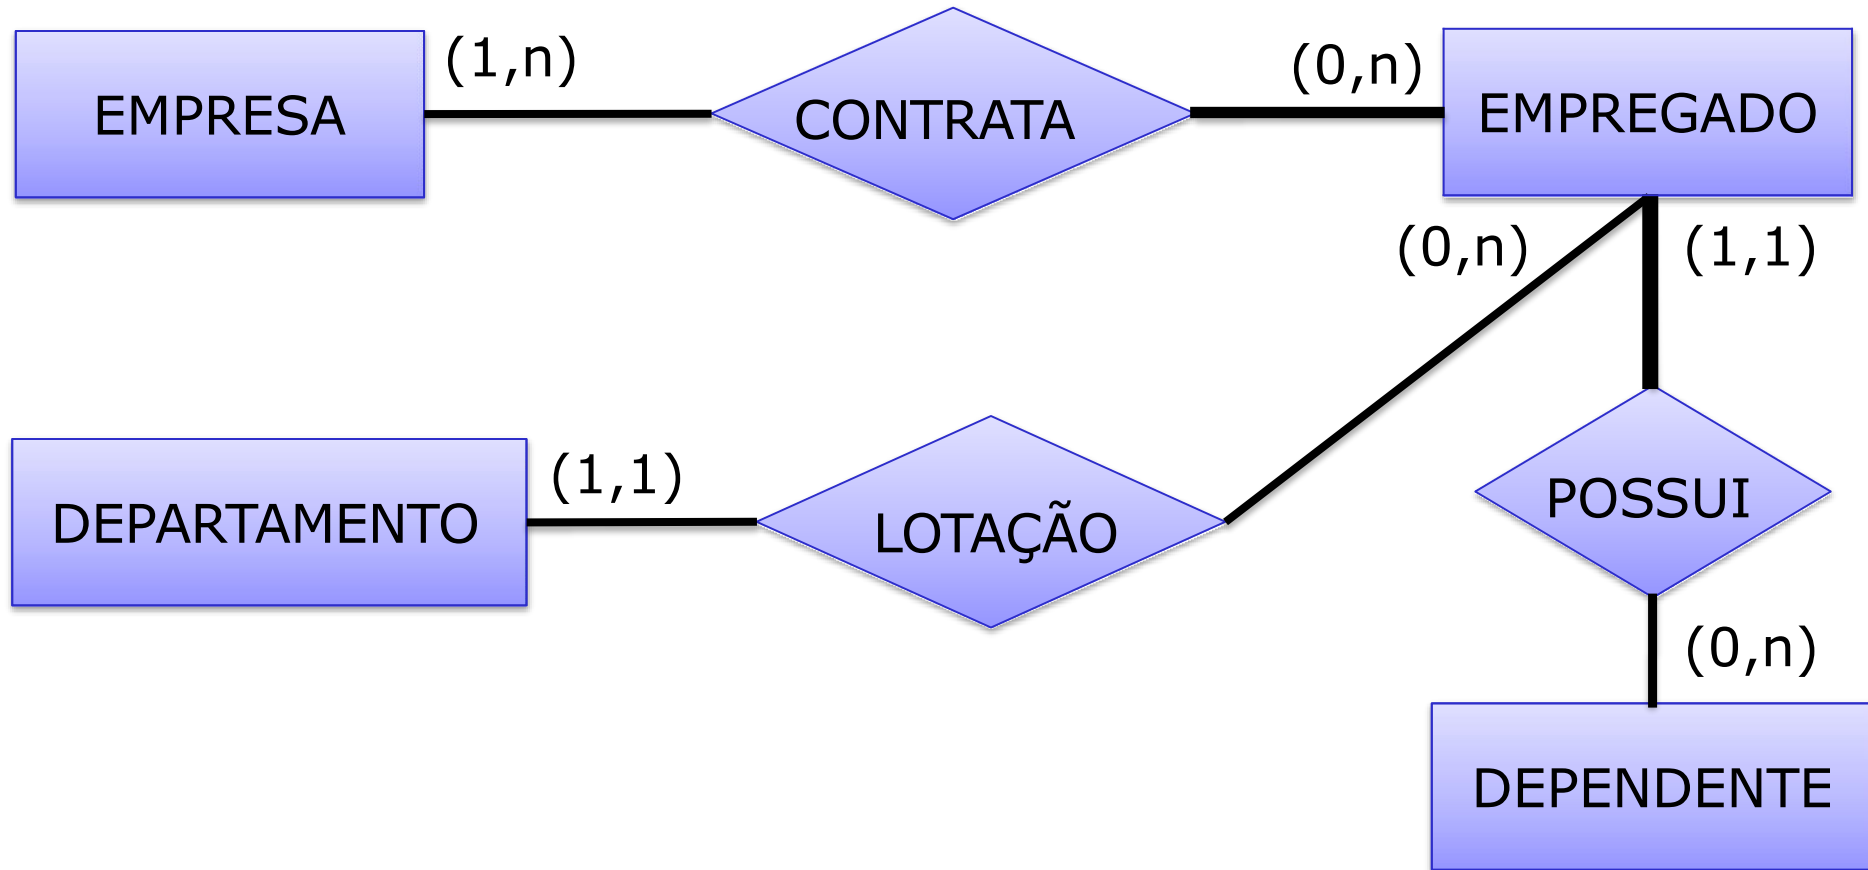 (1,n)
(0,n)
EMPRESA
CONTRATA
EMPREGADO
(0,n)
(1,1)
(1,1)
DEPARTAMENTO
LOTAÇÃO
POSSUI
(0,n)
DEPENDENTE